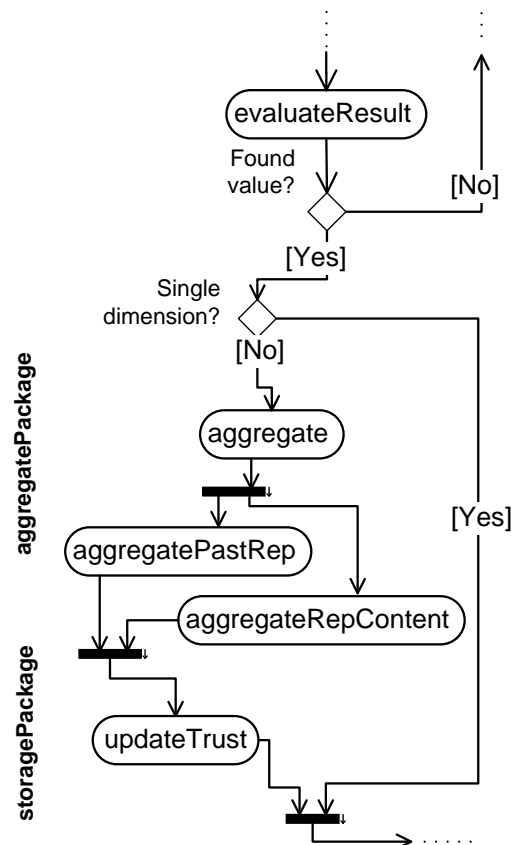 evaluateResult
Found
value?
[No]
[Yes]
Single
dimension?
[No]
aggregatePackage
aggregate
[Yes]
aggregatePastRep
aggregateRepContent
storagePackage
updateTrust